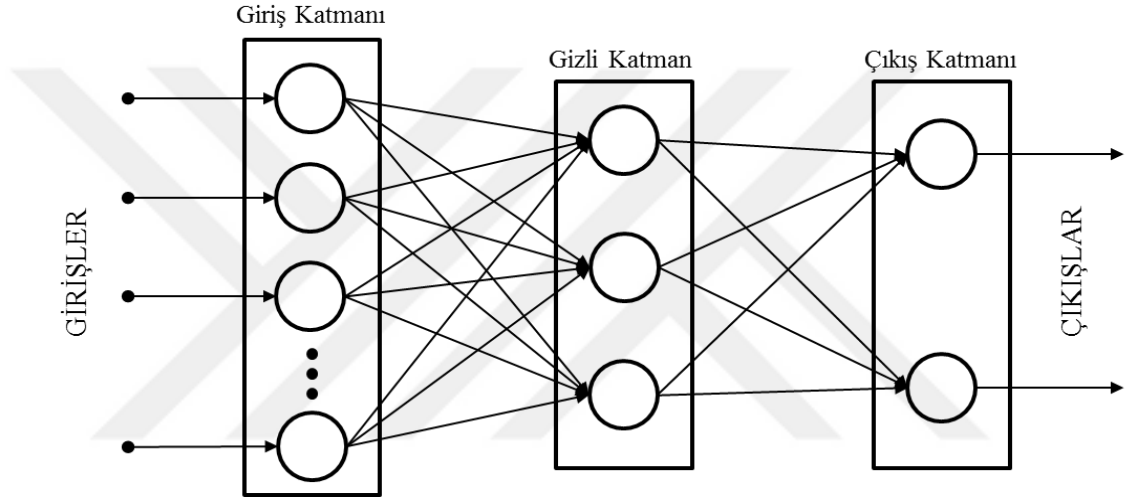 Giriş Katmanı
Gizli Katman
Çıkış Katmanı
GİRİŞLER
ÇIKIŞLAR